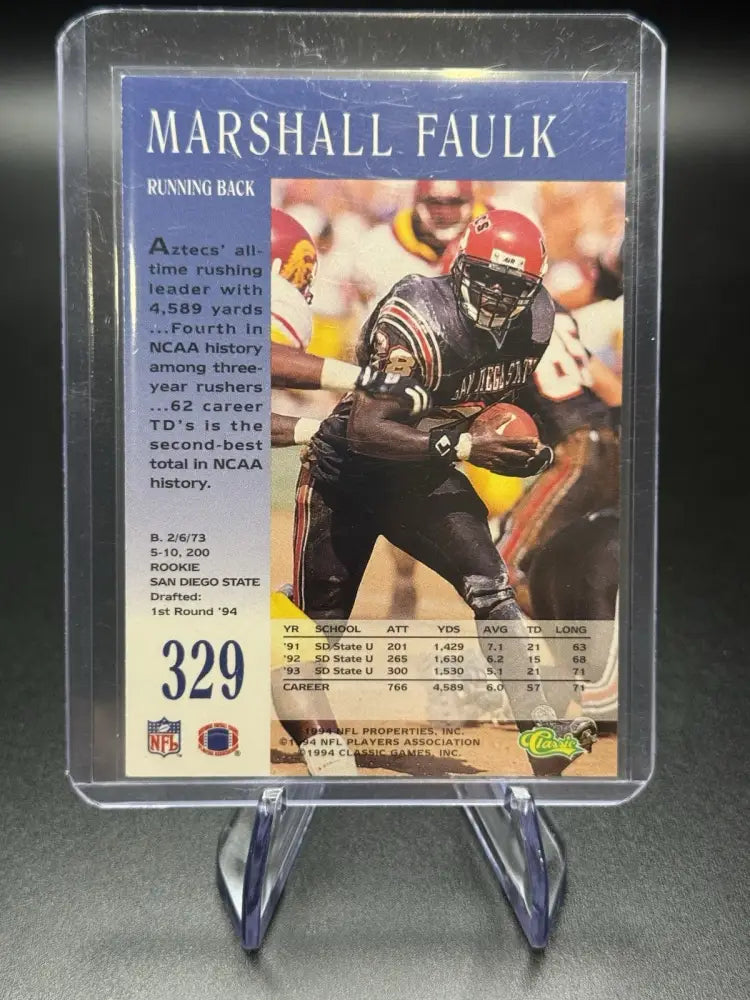 MARSHALL FAULK
RUNNING BACK
Aztecs' all-
time rushing
leader with
4,589 yards
...Fourth in
NCAA history
among three-
year rushers
...62 career
TD's is the
second-best
total in NCAA
history.
B. 2/6/73
5-10, 200
ROOKIE
SAN DIEGO STATE
Drafted:
1st Round '94
329
YR SCHOOL ATT YDS AVG TD LONG
'91 SD State U 201 1,429 7.1 21 63
'92 SD State U 265 1,630 6.2 15 68
'93 SD State U 300 1,530 5.1 21 71
CAREER 766 4,589 6.0 57 71
NFL
1994 NFL PROPERTIES, INC.
©1994 NFL PLAYERS ASSOCIATION
©1994 CLASSIC GAMES, INC.
Classic